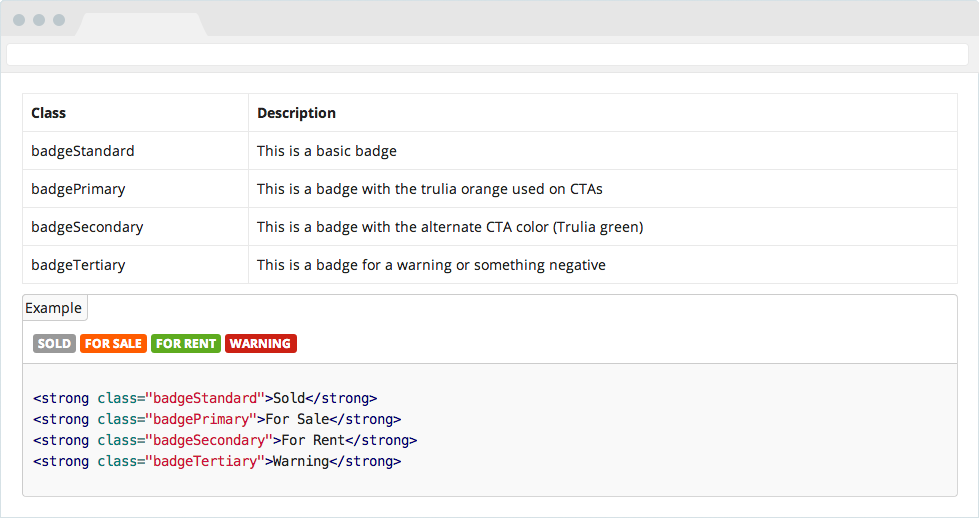 Class Description
badgeStandard This is a basic badge
badgePrimary This is a badge with the trulia orange used on CTAs
badgeSecondary This is a badge with the alternate CTA color (Trulia green)
badgeTertiary This is a badge for a warning or something negative
Example
SOLD FOR SALE FOR RENT WARNING
<strong class="badgeStandard">Sold</strong>
<strong class="badgePrimary">For Sale</strong>
<strong class="badgeSecondary">For Rent</strong>
<strong class="badgeTertiary">Warning</strong>